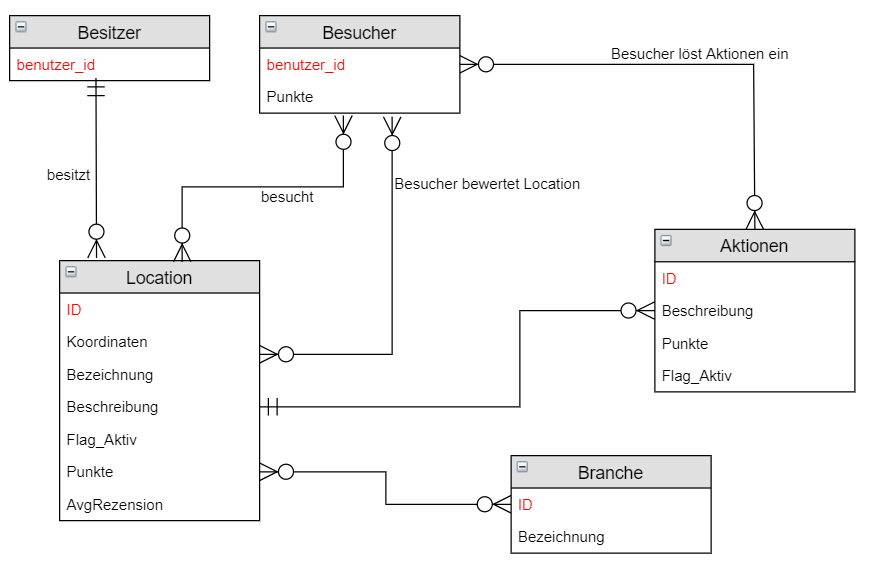 Besitzer
benutzer_id
Besucher
benutzer_id
Punkte
Besucher löst Aktionen ein
besitzt
besucht
Besucher bewertet Location
Location
ID
Koordinaten
Bezeichnung
Beschreibung
Flag_Aktiv
Punkte
AvgRezension
Aktionen
ID
Beschreibung
Punkte
Flag_Aktiv
Branche
ID
Bezeichnung